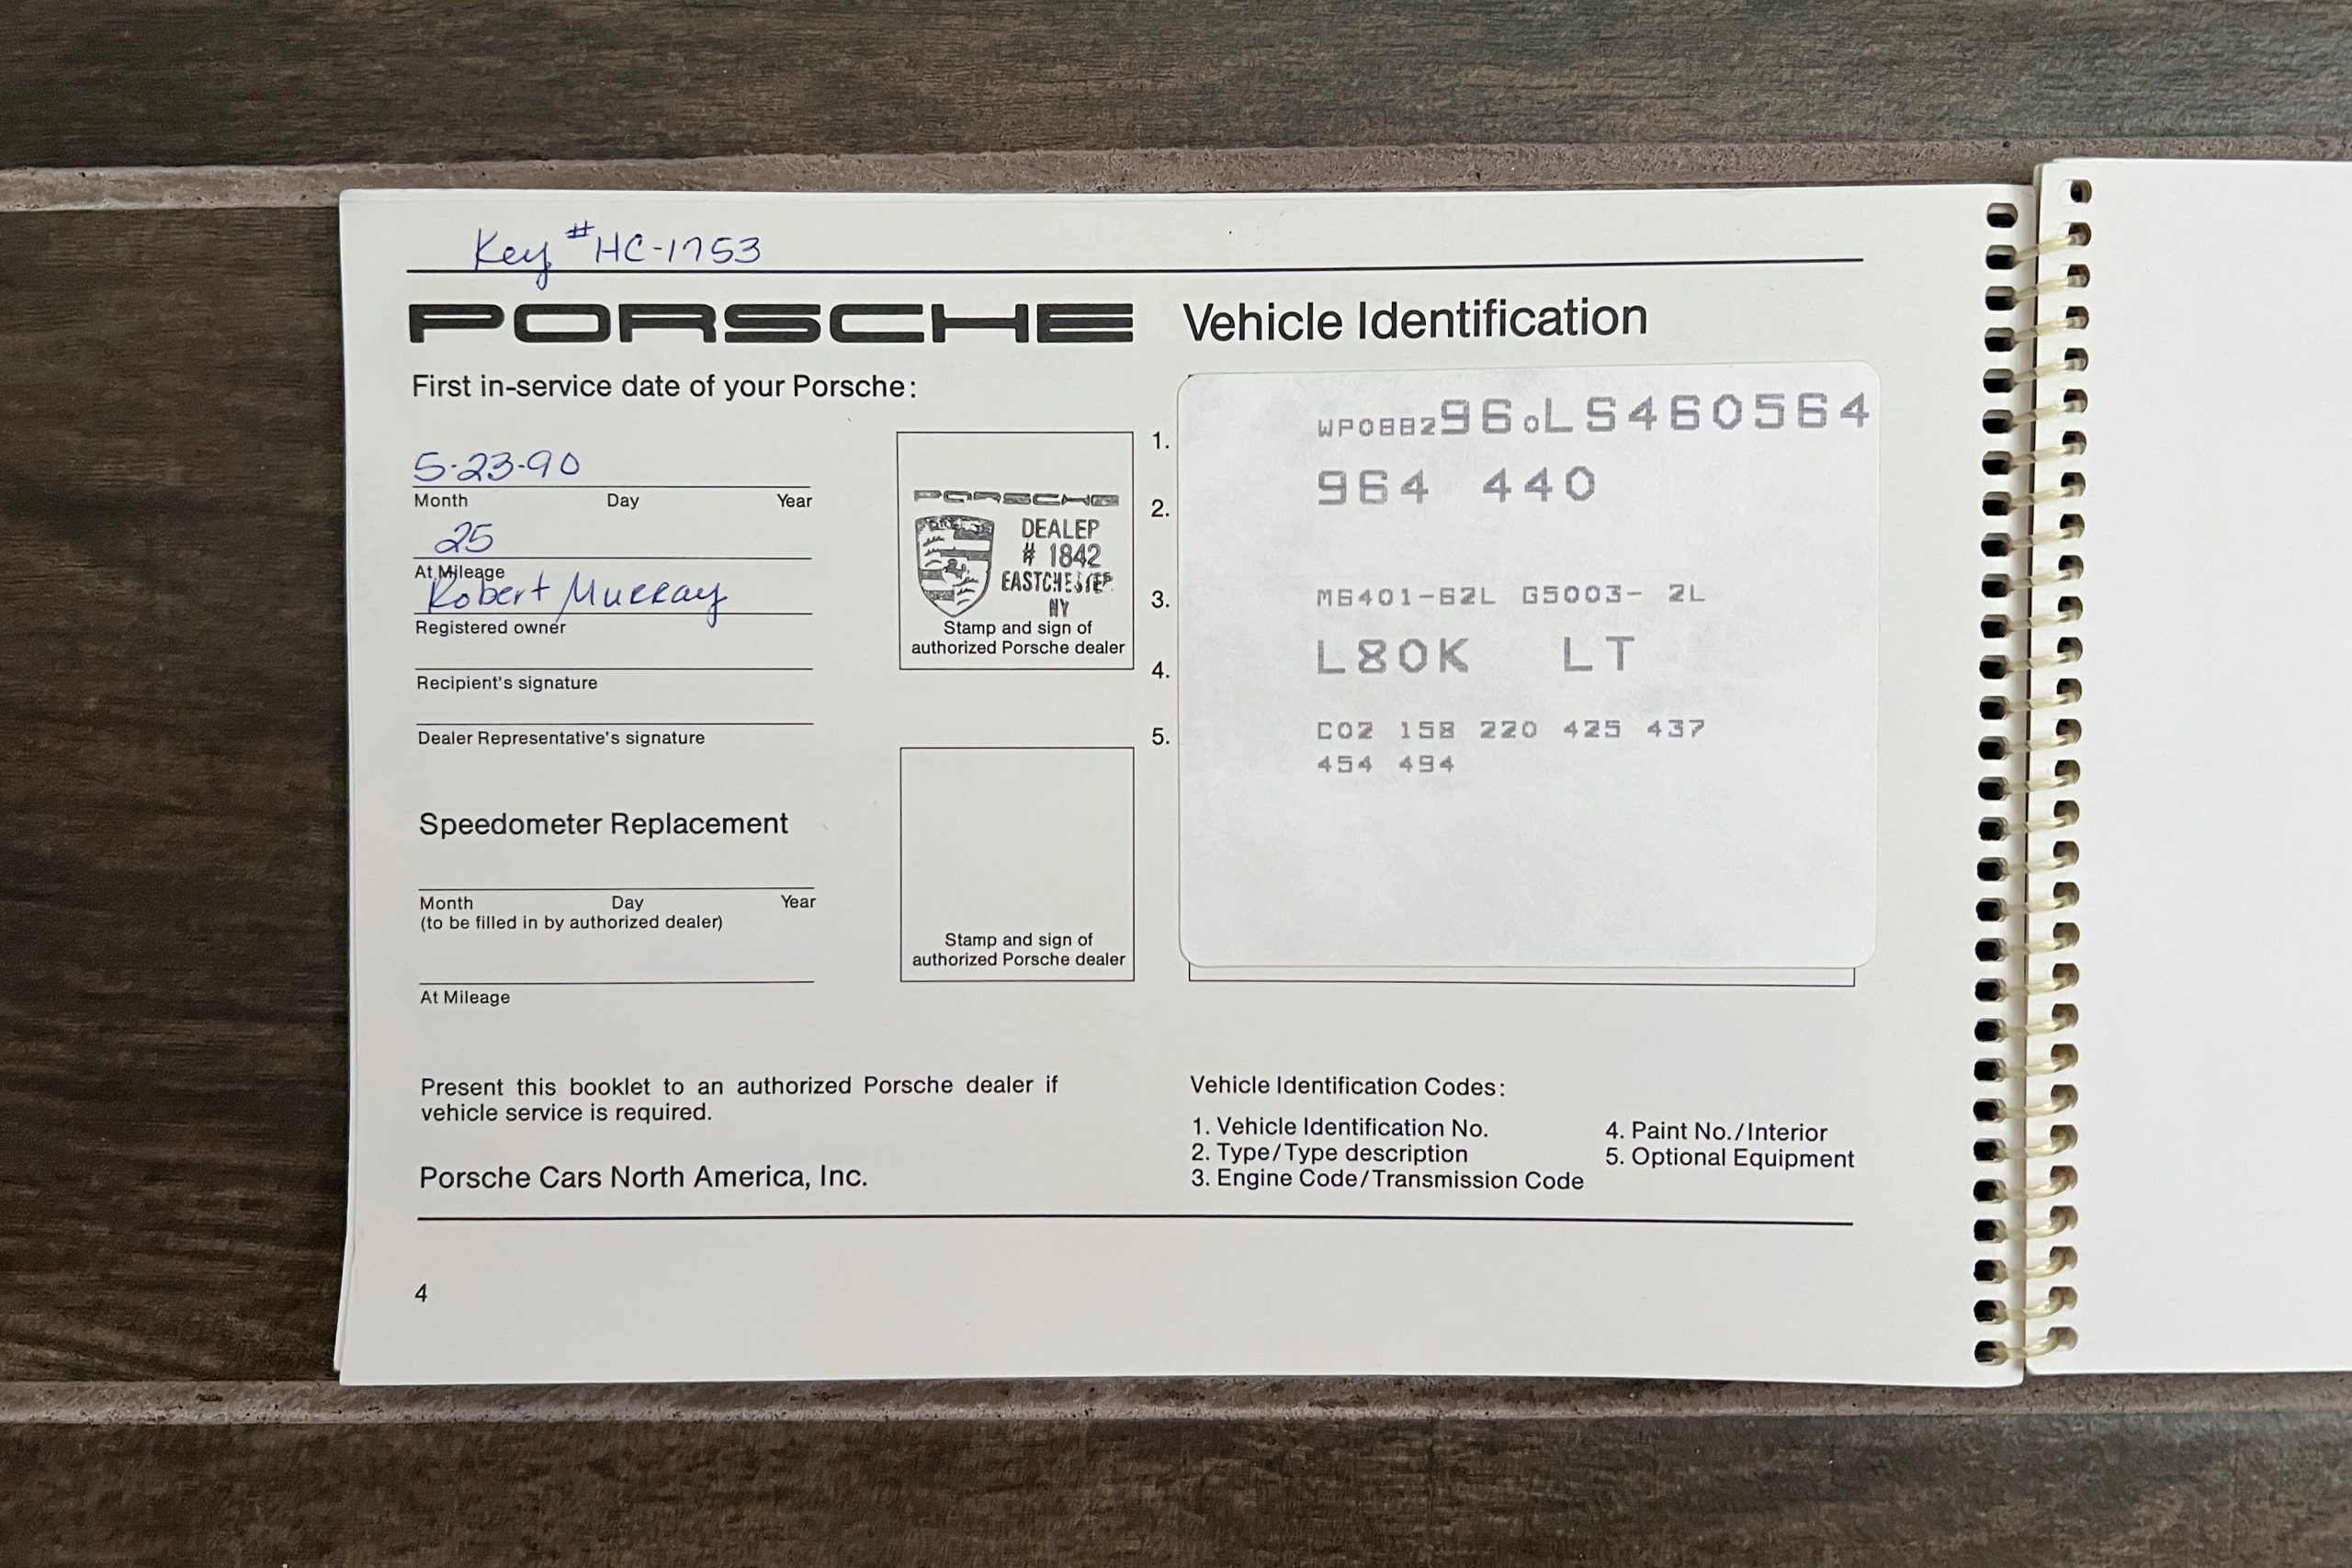 Key #HC-1753
PORSCHE
Vehicle Identification
First in-service date of your Porsche:
5-23-90
Month Day Year
25
At Mileage
Robert Murray
Registered owner
Recipient's signature
Dealer Representative's signature
PORSCHE
DEALER
# 1842
EASTCHESTER
NY
Stamp and sign of
authorized Porsche dealer
1. WP0BB2960LS460564
2. 964 440
3. M6401-62L G5003- 2L
4. L80K LT
5. C02 158 220 425 437
454 494
Speedometer Replacement
Month Day Year
(to be filled in by authorized dealer)
At Mileage
Stamp and sign of
authorized Porsche dealer
Present this booklet to an authorized Porsche dealer if
vehicle service is required.
Porsche Cars North America, Inc.
Vehicle Identification Codes:
1. Vehicle Identification No.
2. Type/Type description
3. Engine Code/Transmission Code
4. Paint No./Interior
5. Optional Equipment
4